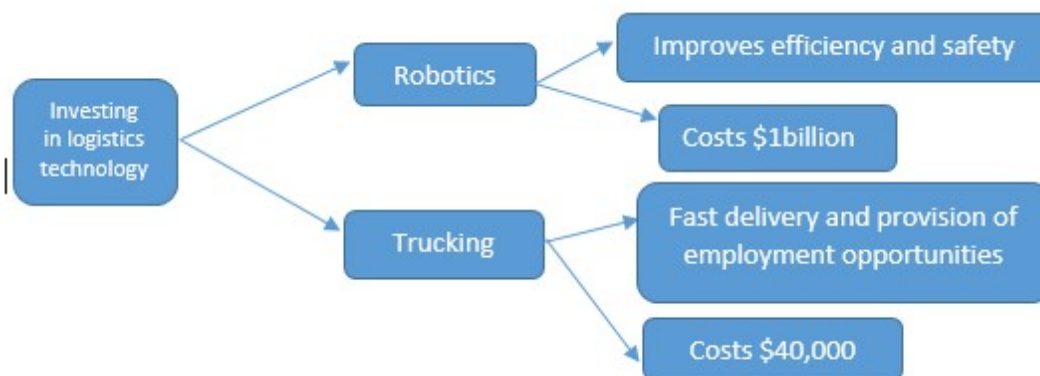 Investing
in logistics
technology
Robotics
Improves efficiency and safety
Costs $1billion
Trucking
Fast delivery and provision of
employment opportunities
Costs $40,000